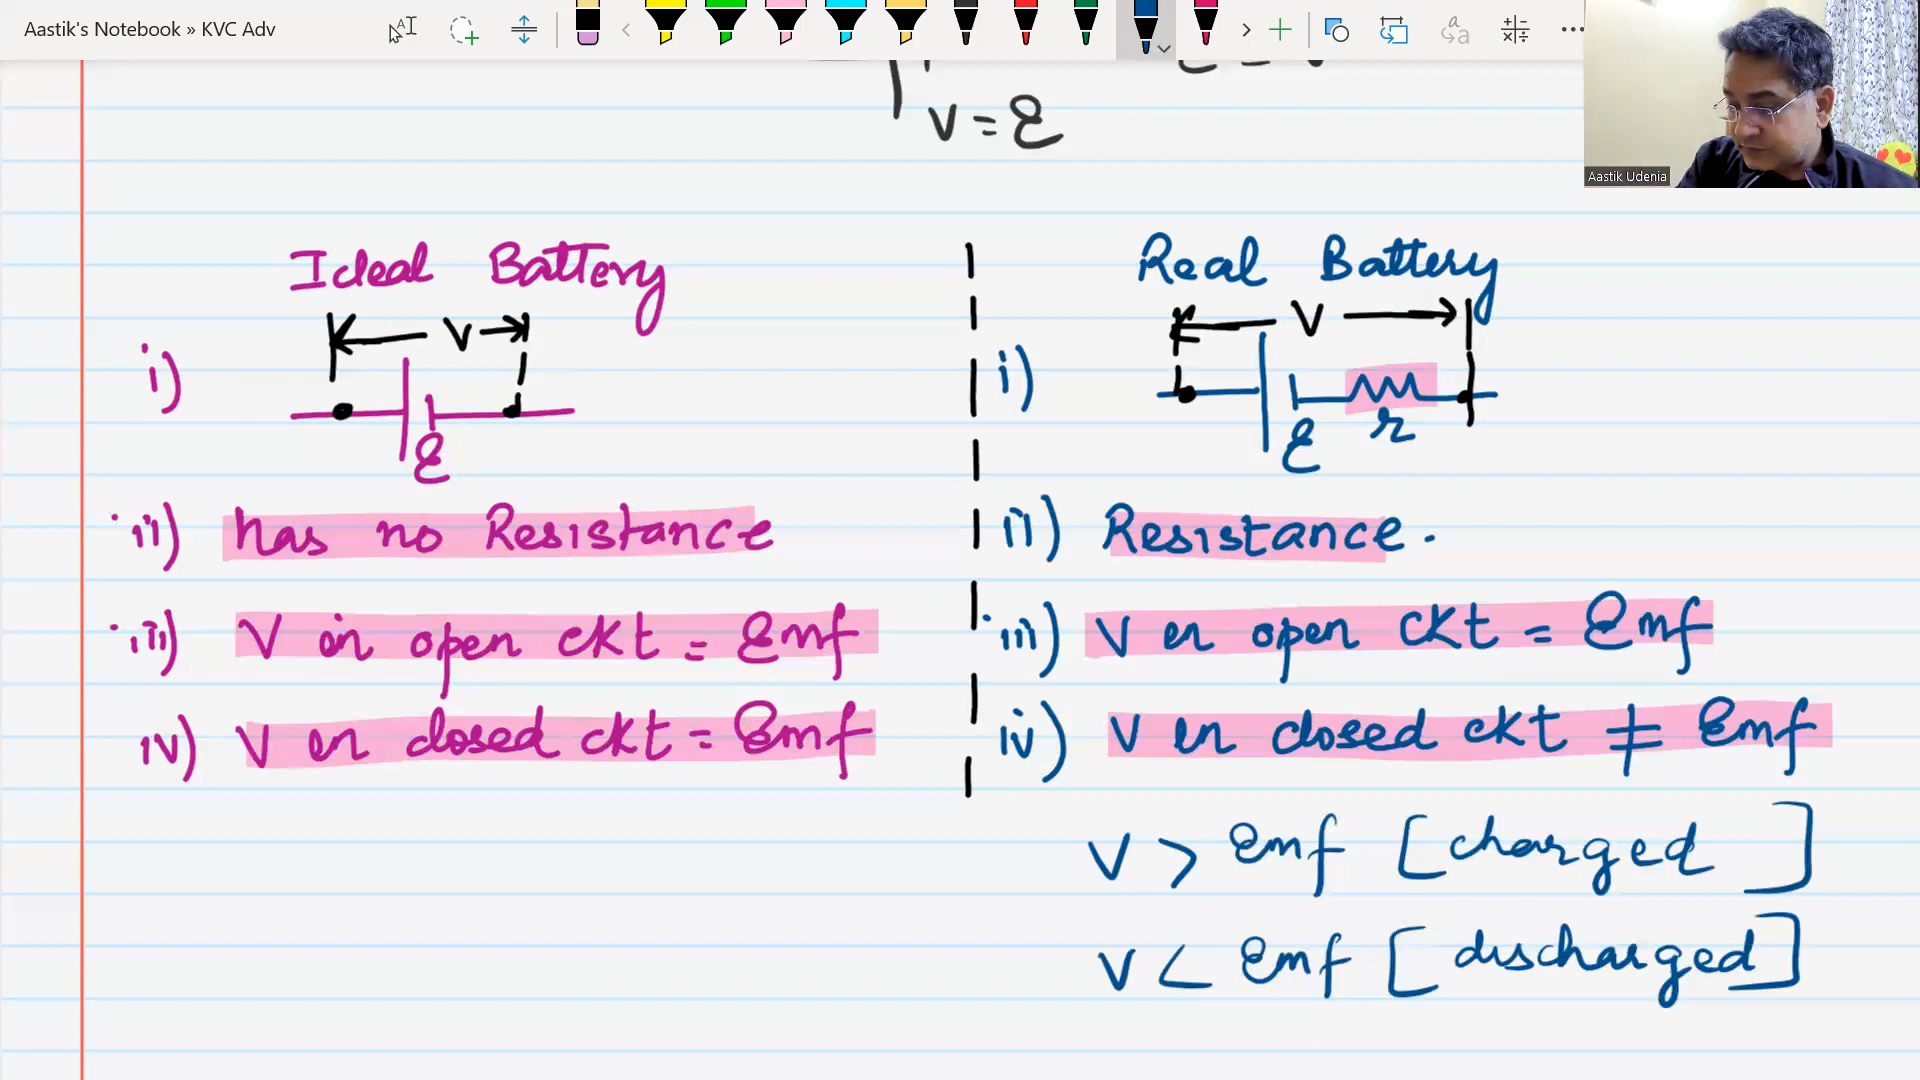 Aastik's Notebook » KVC Adv
Aastik Udenia
V = ε
Ideal Battery
i)
V
ε
ii) has no Resistance
iii) V in open ckt = Emf
iv) V in closed ckt = Emf
Real Battery
V
i)
ε r
ii) Resistance.
iii) V in open ckt = Emf
iv) V in closed ckt ≠ Emf
V > Emf [charged ]
V < Emf [discharged]